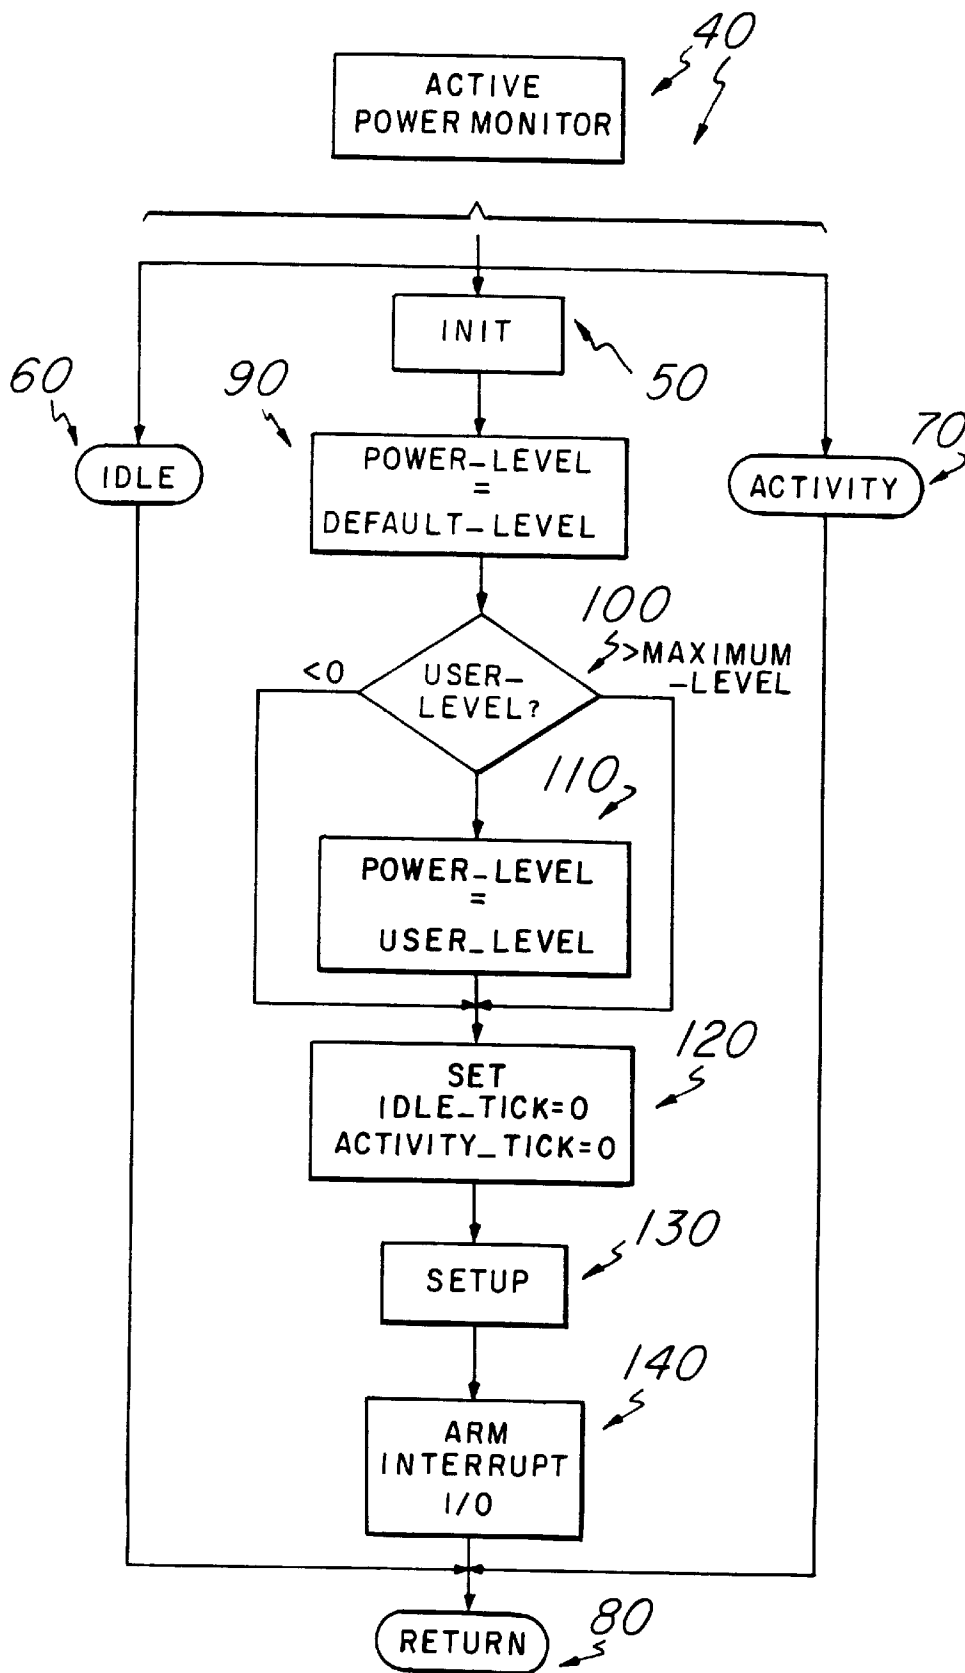 40
ACTIVE
POWER MONITOR
INIT
50
60
IDLE
90
POWER_LEVEL
=
DEFAULT_LEVEL
70
ACTIVITY
100
<0
USER-
LEVEL?
>MAXIMUM
-LEVEL
110
POWER_LEVEL
=
USER_LEVEL
120
SET
IDLE_TICK=0
ACTIVITY_TICK=0
130
SETUP
140
ARM
INTERRUPT
I/O
80
RETURN